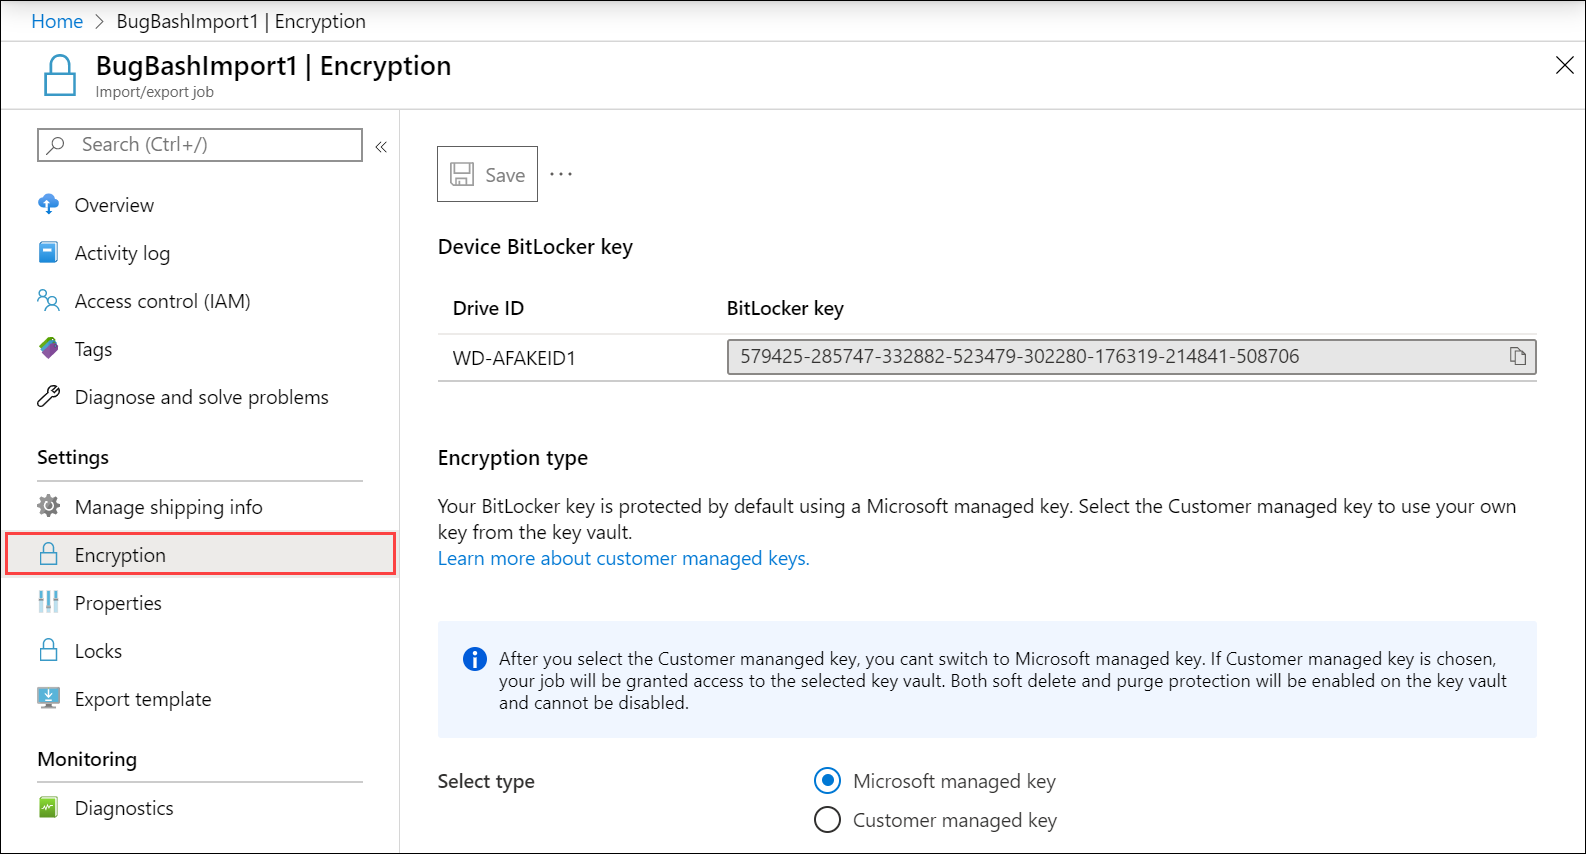 Home > BugBashImport1 | Encryption
BugBashImport1 | Encryption
Import/export job
Search (Ctrl+/)
«
Overview
Activity log
Access control (IAM)
Tags
Diagnose and solve problems
Settings
Manage shipping info
Encryption
Properties
Locks
Export template
Monitoring
Diagnostics
Save ...
Device BitLocker key
Drive ID BitLocker key
WD-AFAKEID1 579425-285747-332882-523479-302280-176319-214841-508706
Encryption type
Your BitLocker key is protected by default using a Microsoft managed key. Select the Customer managed key to use your own
key from the key vault.
Learn more about customer managed keys.
After you select the Customer mananged key, you cant switch to Microsoft managed key. If Customer managed key is chosen,
your job will be granted access to the selected key vault. Both soft delete and purge protection will be enabled on the key vault
and cannot be disabled.
Select type
Microsoft managed key
Customer managed key